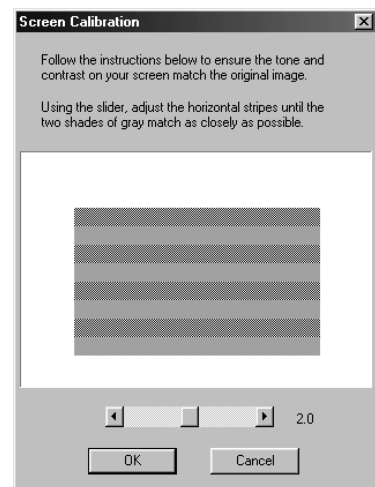 Screen Calibration
Follow the instructions below to ensure the tone and
contrast on your screen match the original image.
Using the slider, adjust the horizontal stripes until the
two shades of gray match as closely as possible.
2.0
OK
Cancel